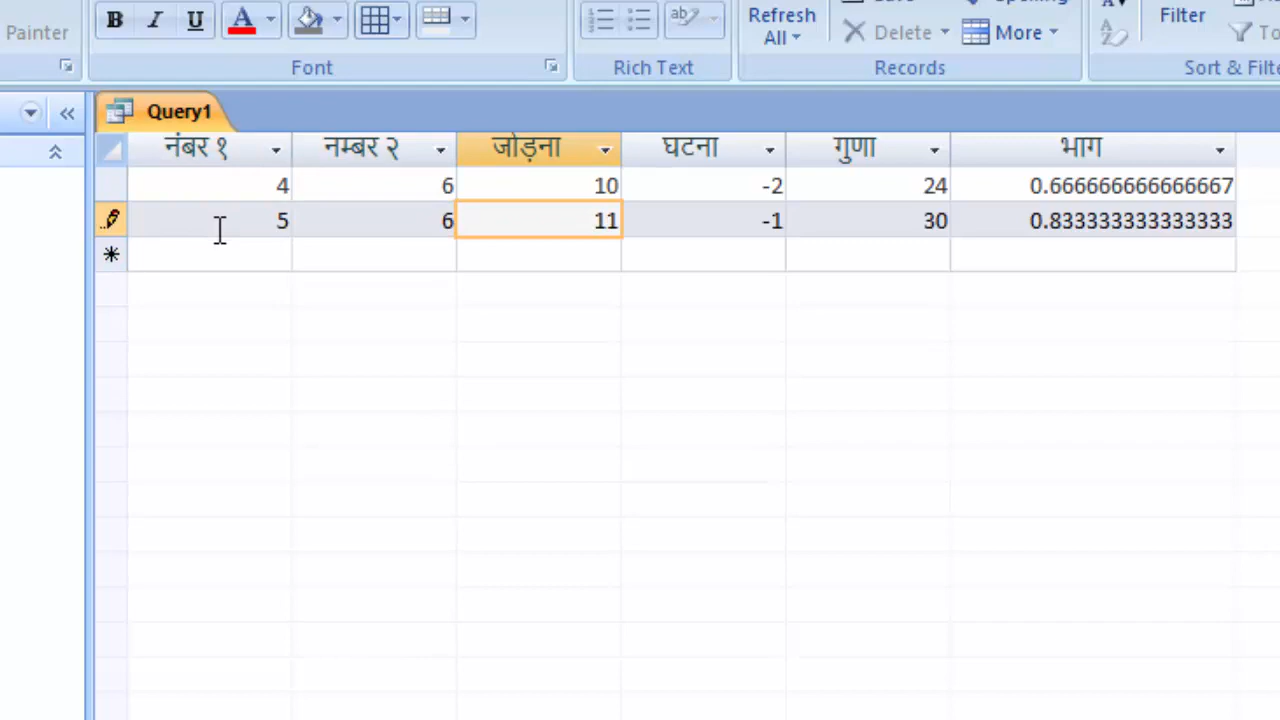 Painter
B I U A
Refresh
All
Delete
More
Filter
Font
Rich Text
Records
Sort & Filte
Query1
नंबर १ नम्बर २ जोड़ना घटना गुणा भाग
4 6 10 -2 24 0.666666666666667
5 6 11 -1 30 0.833333333333333